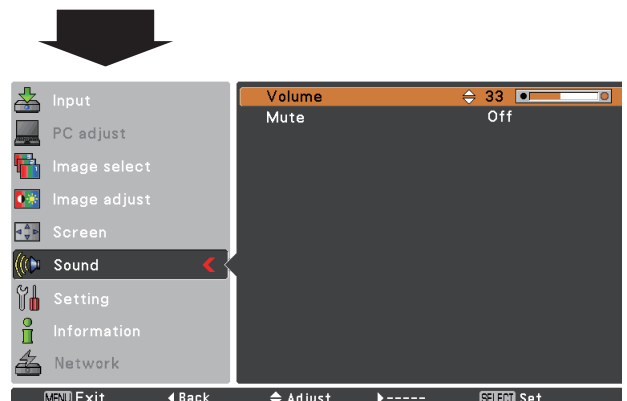 Input
PC adjust
Image select
Image adjust
Screen
Sound
Setting
Information
Network
Volume 33
Mute Off
MENU Exit Back Adjust ----- SELECT Set